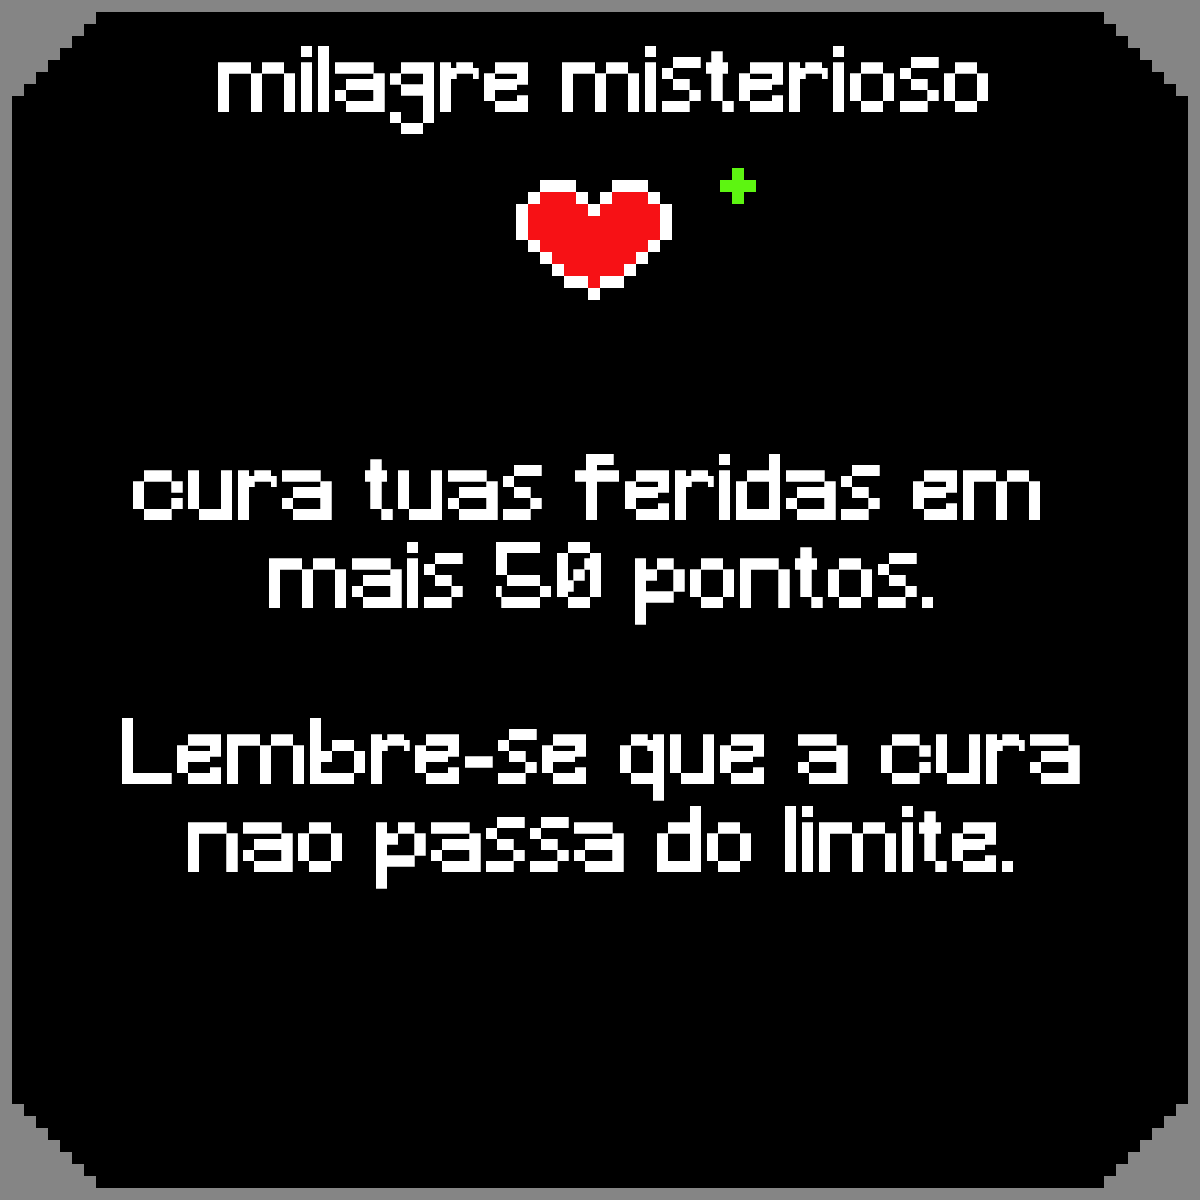 milagre misterioso
cura tuas feridas em
mais 50 pontos.
Lembre-se que a cura
nao passa do limite.